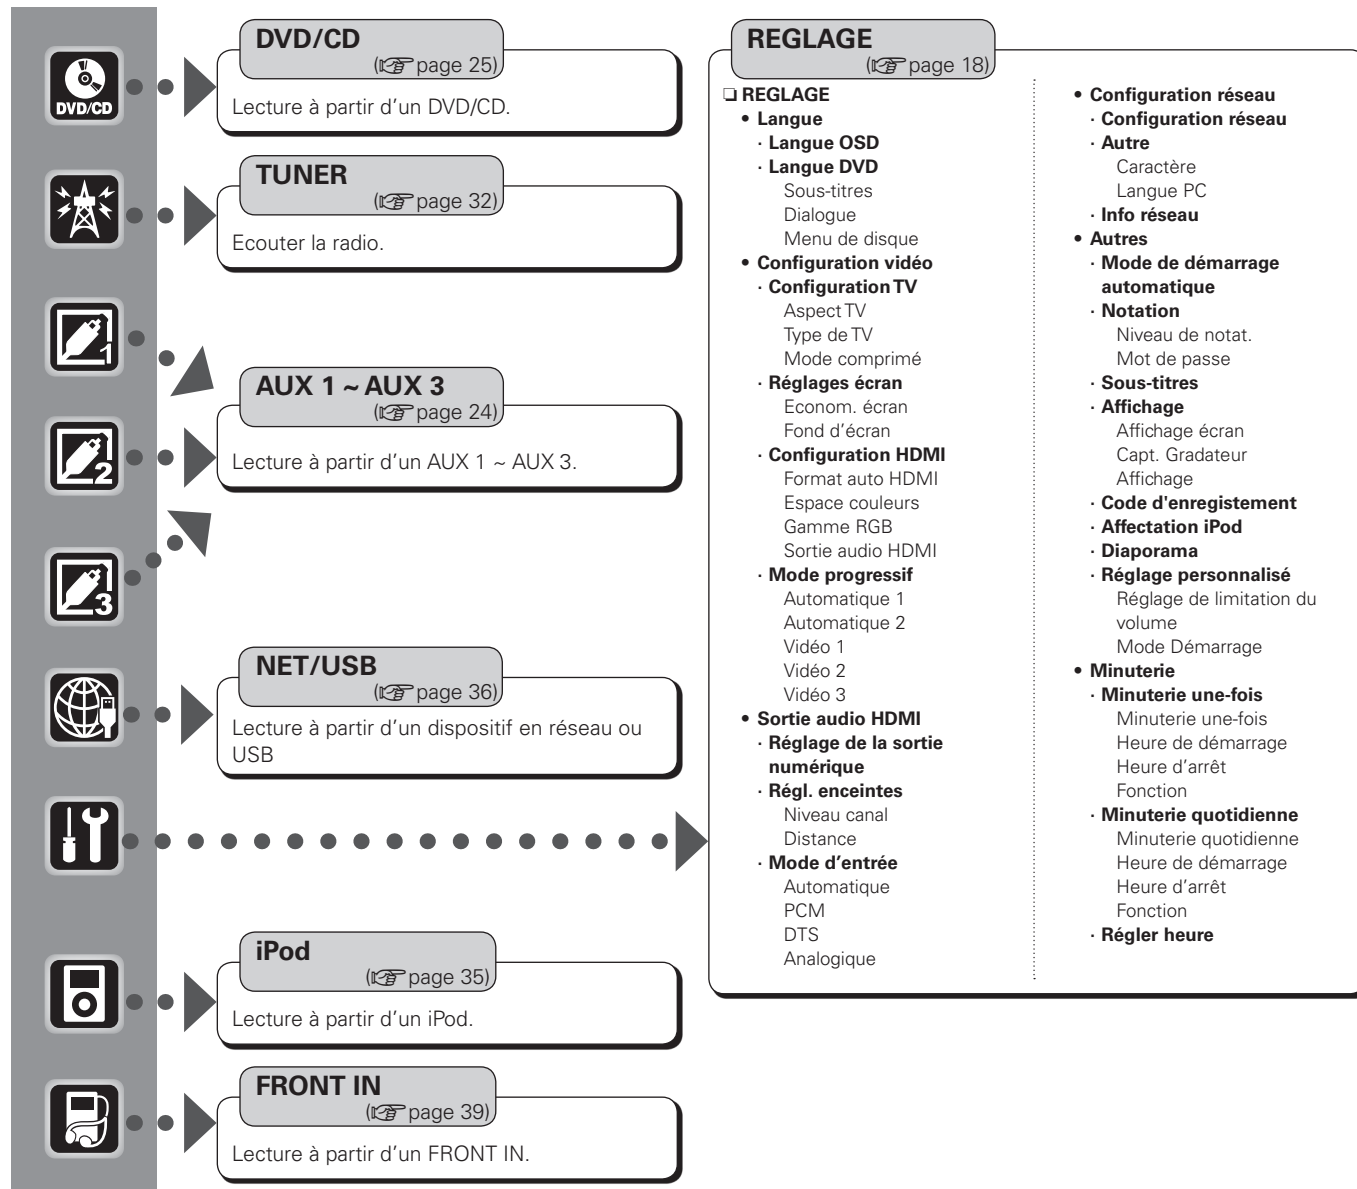 DVD/CD
DVD/CD
(☞ page 25)
Lecture à partir d’un DVD/CD.
TUNER
(☞ page 32)
Ecouter la radio.
1
2
3
AUX 1 ~ AUX 3
(☞ page 24)
Lecture à partir d’un AUX 1 ~ AUX 3.
NET/USB
(☞ page 36)
Lecture à partir d’un dispositif en réseau ou
USB
iPod
(☞ page 35)
Lecture à partir d’un iPod.
FRONT IN
(☞ page 39)
Lecture à partir d’un FRONT IN.
REGLAGE
(☞ page 18)
❏ REGLAGE
• Langue
· Langue OSD
· Langue DVD
Sous-titres
Dialogue
Menu de disque
• Configuration vidéo
· Configuration TV
Aspect TV
Type de TV
Mode comprimé
· Réglages écran
Econom. écran
Fond d’écran
· Configuration HDMI
Format auto HDMI
Espace couleurs
Gamme RGB
Sortie audio HDMI
· Mode progressif
Automatique 1
Automatique 2
Vidéo 1
Vidéo 2
Vidéo 3
• Sortie audio HDMI
· Réglage de la sortie
numérique
· Régl. enceintes
Niveau canal
Distance
· Mode d’entrée
Automatique
PCM
DTS
Analogique
• Configuration réseau
· Configuration réseau
· Autre
Caractère
Langue PC
· Info réseau
• Autres
· Mode de démarrage
automatique
· Notation
Niveau de notat.
Mot de passe
· Sous-titres
· Affichage
Affichage écran
Capt. Gradateur
Affichage
· Code d'enregistement
· Affectation iPod
· Diaporama
· Réglage personnalisé
Réglage de limitation du
volume
Mode Démarrage
• Minuterie
· Minuterie une-fois
Minuterie une-fois
Heure de démarrage
Heure d’arrêt
Fonction
· Minuterie quotidienne
Minuterie quotidienne
Heure de démarrage
Heure d’arrêt
Fonction
· Régler heure